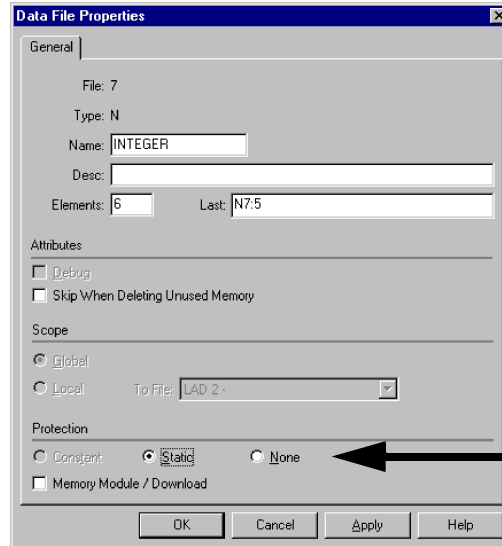 Data File Properties
General
File: 7
Type: N
Name: INTEGER
Desc:
Elements: 6 Last: N7:5
Attributes
Debug
Skip When Deleting Unused Memory
Scope
Global
Local To File: LAD 2 -
Protection
Constant Static None
Memory Module / Download
OK Cancel Apply Help